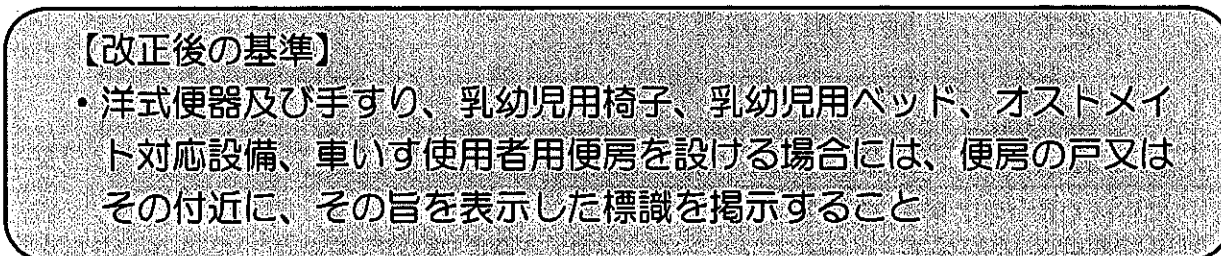 【改正後の基準】
・洋式便器及び手すり、乳幼児用椅子、乳幼児用ベッド、オストメイ
ト対応設備、車いす使用者用便房を設ける場合には、便房の戸又は
その付近に、その旨を表示した標識を掲示すること